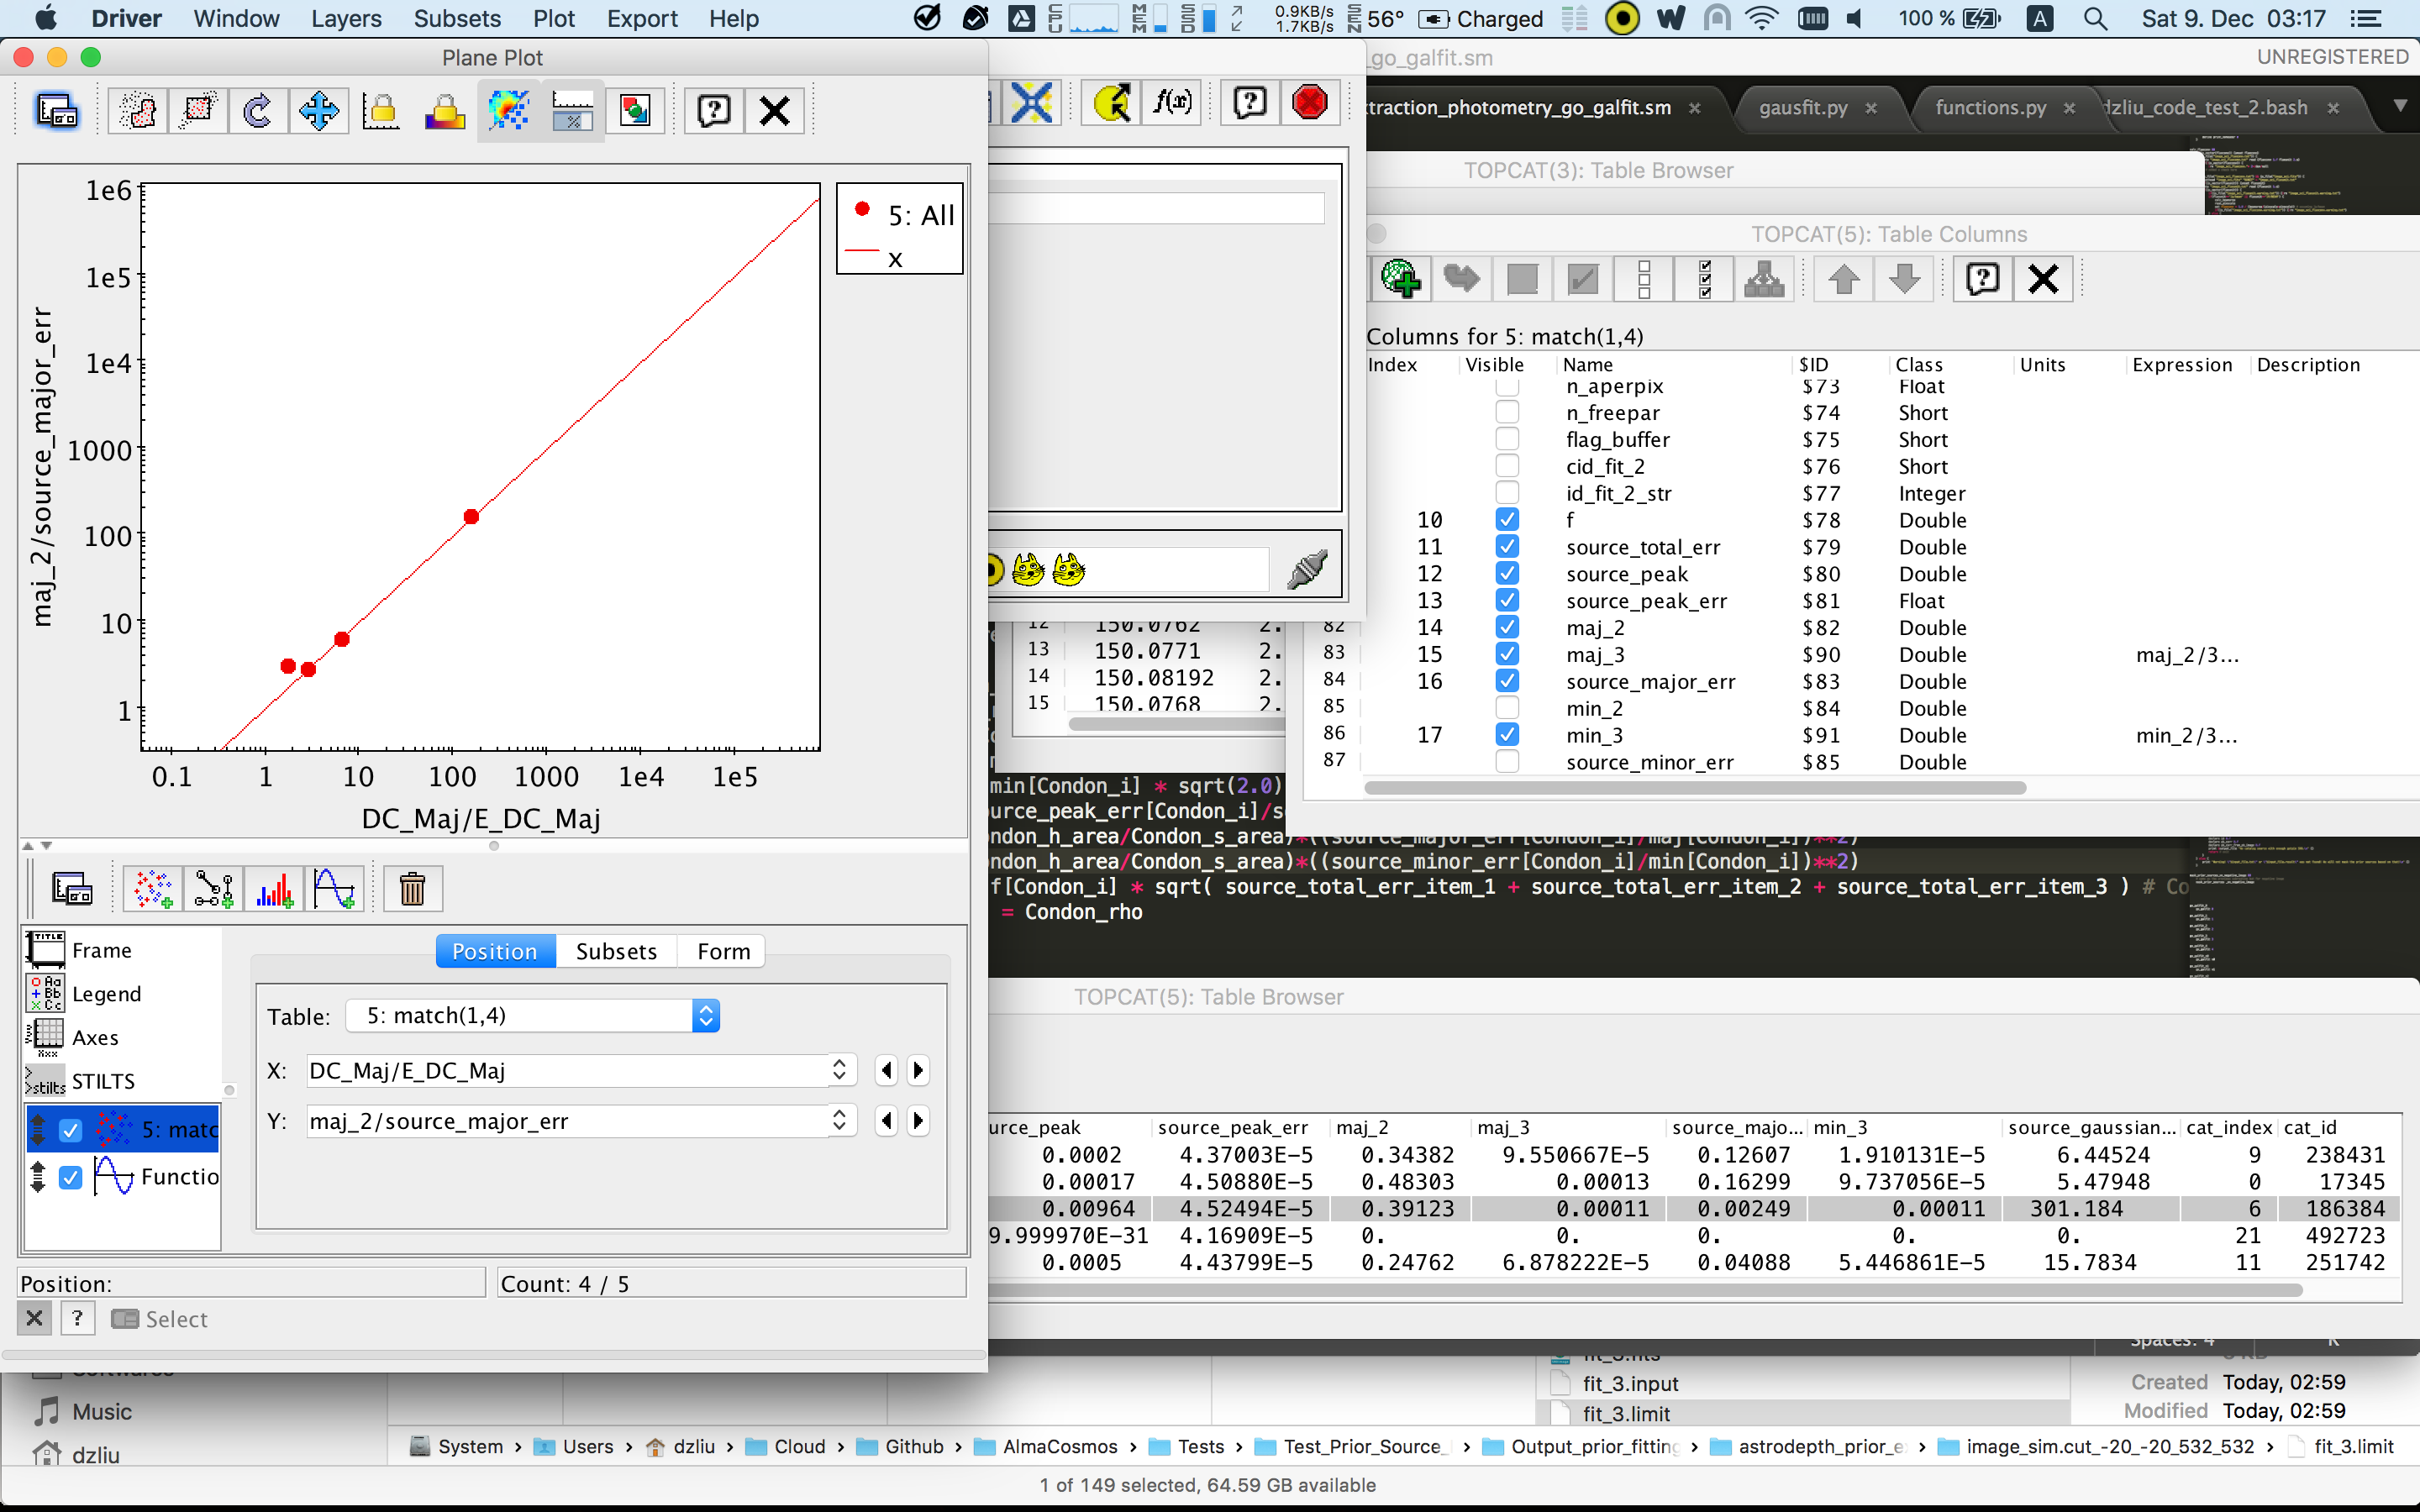 Driver Window Layers Subsets Plot Export Help
CPU MEM SSD 0.9KB/s 1.7KB/s SEN 56° Charged 100 % A Sat 9. Dec 03:17
Plane Plot
1e6
1e5
1e4
1000
100
10
1
0.1 1 10 100 1000 1e4 1e5
maj_2/source_major_err
DC_Maj/E_DC_Maj
5: All
x
Frame
Legend
Axes
STILTS
5: matc
Functio
Position Subsets Form
Table: 5: match(1,4)
X: DC_Maj/E_DC_Maj
Y: maj_2/source_major_err
Position:
Count: 4 / 5
Select
f(x)
_go_galfit.sm
UNREGISTERED
traction_photometry_go_galfit.sm × gausfit.py × functions.py × dzliu_code_test_2.bash ×
TOPCAT(3): Table Browser
TOPCAT(5): Table Columns
Columns for 5: match(1,4)
Index Visible Name $ID Class Units Expression Description
n_aperpix $73 Float
n_freepar $74 Short
flag_buffer $75 Short
cid_fit_2 $76 Short
id_fit_2_str $77 Integer
10 f $78 Double
11 source_total_err $79 Double
12 source_peak $80 Double
13 source_peak_err $81 Float
82 14 maj_2 $82 Double
83 15 maj_3 $90 Double maj_2/3...
84 16 source_major_err $83 Double
85 min_2 $84 Double
86 17 min_3 $91 Double min_2/3...
87 source_minor_err $85 Double
12 150.0762 2.
13 150.0771 2.
14 150.08192 2.
15 150.0768 2.
min[Condon_i] * sqrt(2.0)
ource_peak_err[Condon_i]/s
ondon_h_area/Condon_s_area)*((source_major_err[Condon_i]/maj[Condon_i])**2)
ondon_h_area/Condon_s_area)*((source_minor_err[Condon_i]/min[Condon_i])**2)
f[Condon_i] * sqrt( source_total_err_item_1 + source_total_err_item_2 + source_total_err_item_3 ) # Co
= Condon_rho
TOPCAT(5): Table Browser
urce_peak source_peak_err maj_2 maj_3 source_majo... min_3 source_gaussian... cat_index cat_id
0.0002 4.37003E-5 0.34382 9.550667E-5 0.12607 1.910131E-5 6.44524 9 238431
0.00017 4.50880E-5 0.48303 0.00013 0.16299 9.737056E-5 5.47948 0 17345
0.00964 4.52494E-5 0.39123 0.00011 0.00249 0.00011 301.184 6 186384
9.999970E-31 4.16909E-5 0. 0. 0. 0. 0. 21 492723
0.0005 4.43799E-5 0.24762 6.878222E-5 0.04088 5.446861E-5 15.7834 11 251742
Spaces: 4
fit_3.fits
fit_3.input
fit_3.limit
Created Today, 02:59
Modified Today, 02:59
Softwares
Music
dzliu
System › Users › dzliu › Cloud › Github › AlmaCosmos › Tests › Test_Prior_Source_ › Output_prior_fitting › astrodepth_prior_e › image_sim.cut_-20_-20_532_532 › fit_3.limit
1 of 149 selected, 64.59 GB available